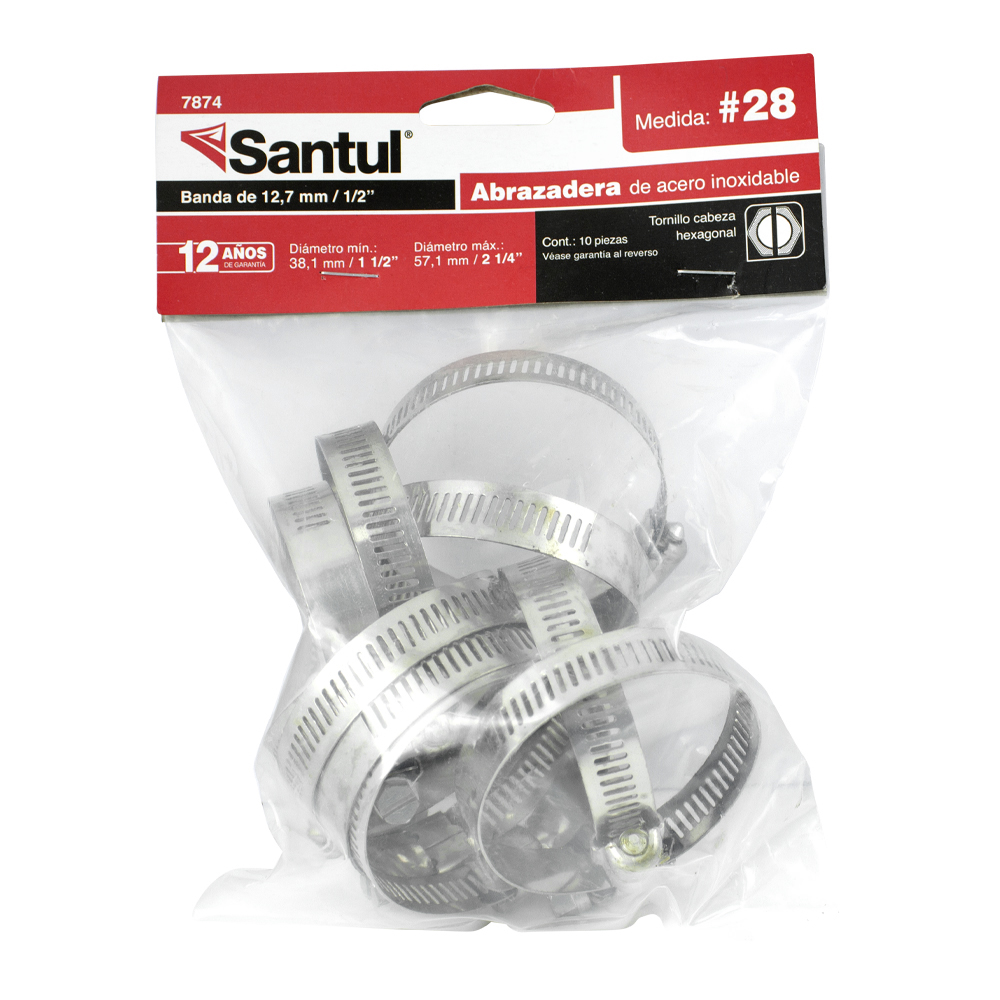 7874
Santul®
Medida: #28
Banda de 12,7 mm / 1/2”
Abrazadera de acero inoxidable
12 AÑOS
DE GARANTÍA
Diámetro mín.:
38,1 mm / 1 1/2”
Diámetro máx.:
57,1 mm / 2 1/4”
Cont.: 10 piezas
Véase garantía al reverso
Tornillo cabeza
hexagonal